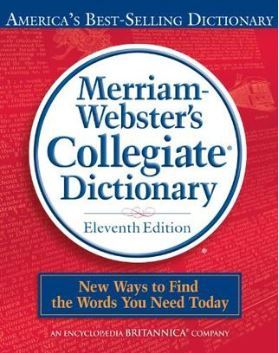 AMERICA'S BEST-SELLING DICTIONARY
Merriam-
Webster's
Collegiate®
Dictionary
Eleventh Edition
®
New Ways to Find
the Words You Need Today
AN ENCYCLOPÆDIA BRITANNICA® COMPANY